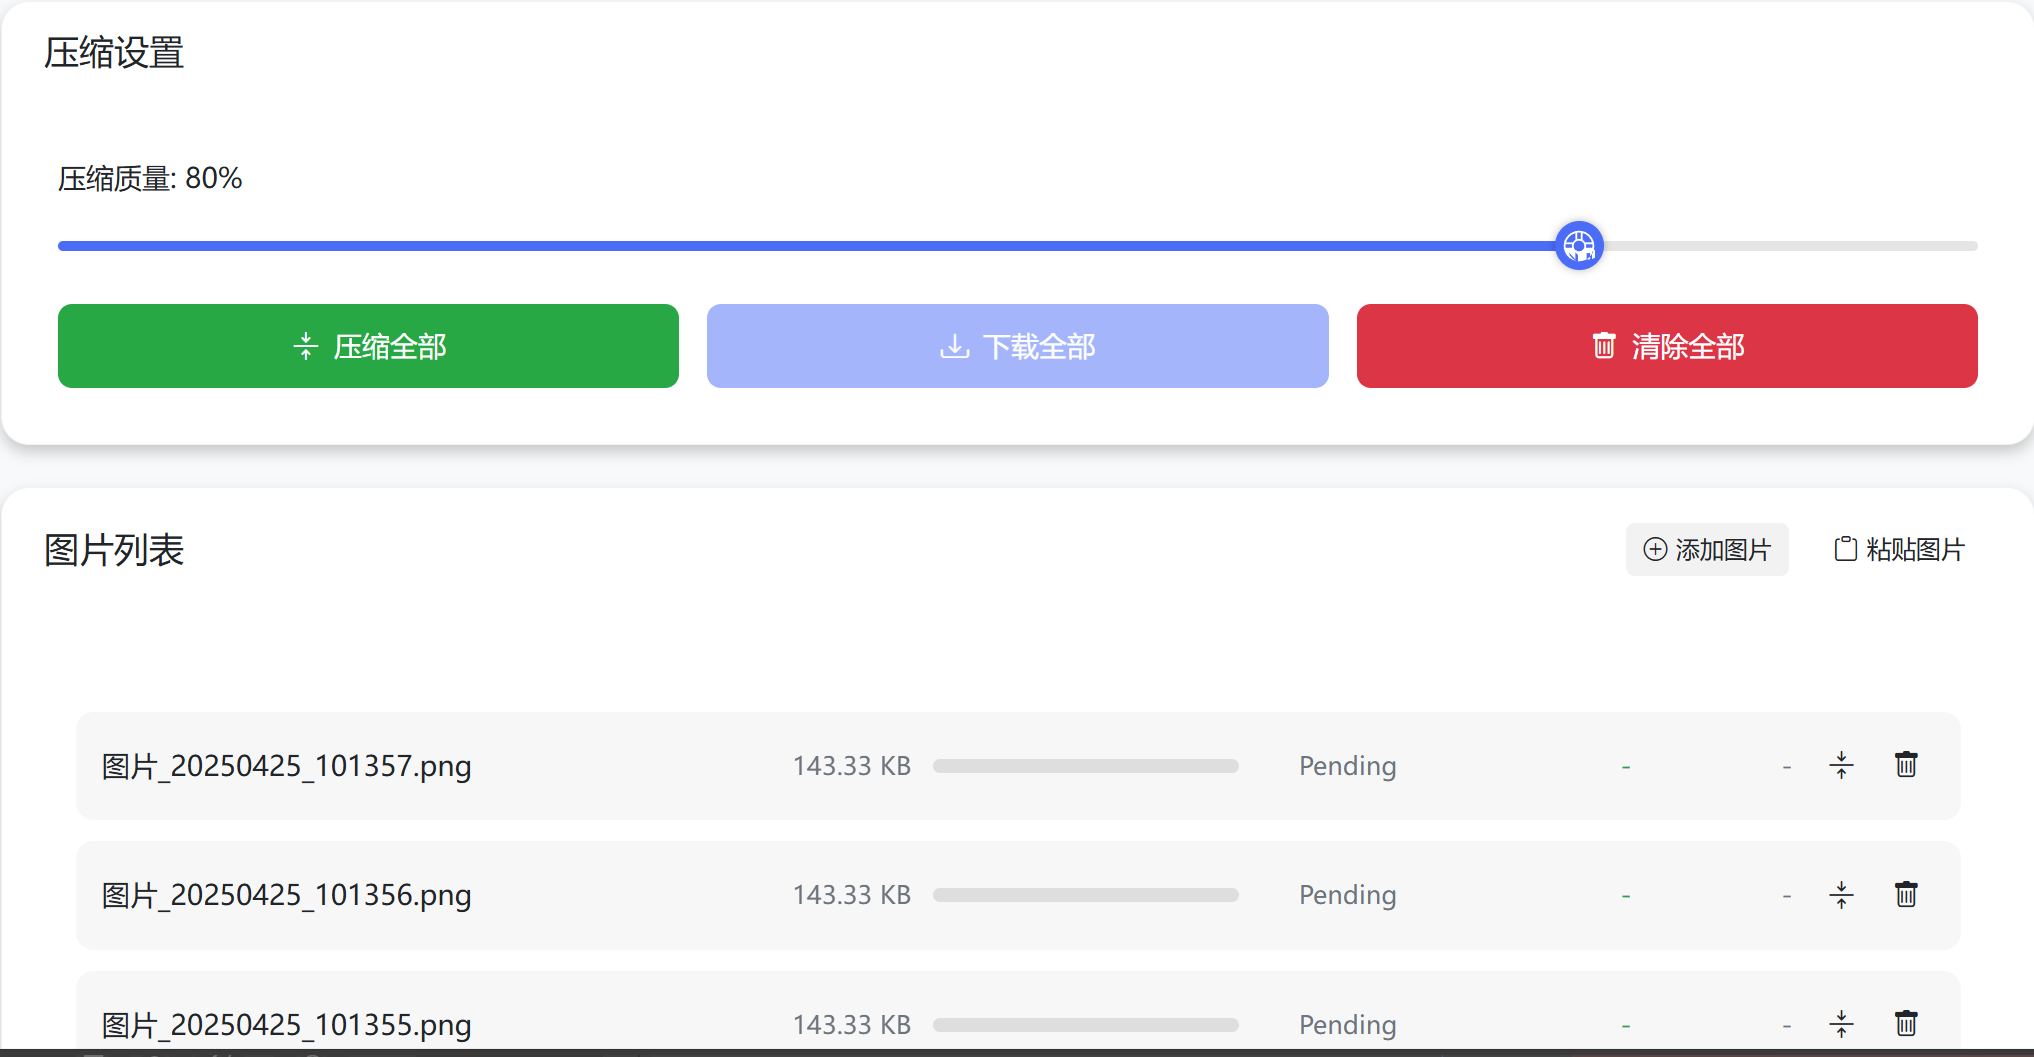 压缩设置
压缩质量: 80%
压缩全部 下载全部 清除全部
图片列表 添加图片 粘贴图片
图片_20250425_101357.png 143.33 KB Pending - -
图片_20250425_101356.png 143.33 KB Pending - -
图片_20250425_101355.png 143.33 KB Pending - -